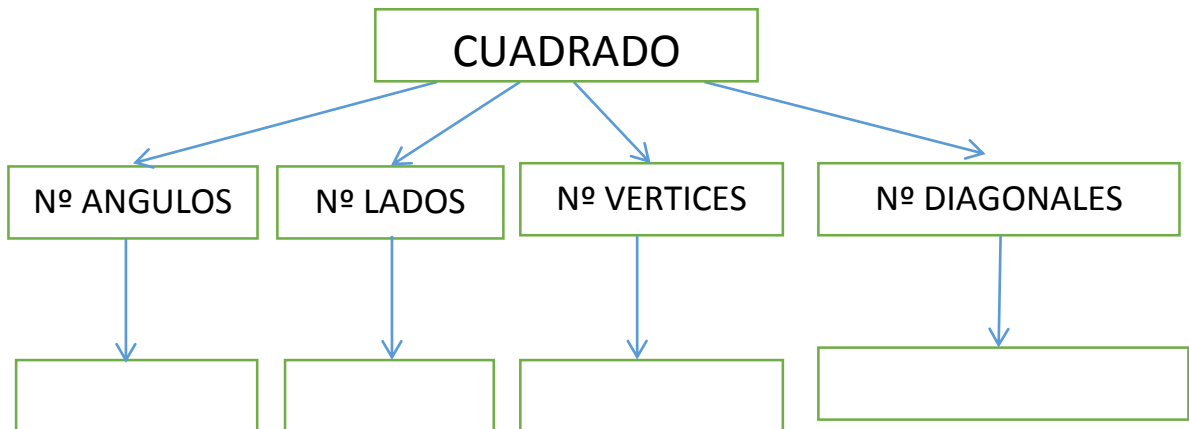 CUADRADO
Nº ANGULOS
Nº LADOS
Nº VERTICES
Nº DIAGONALES